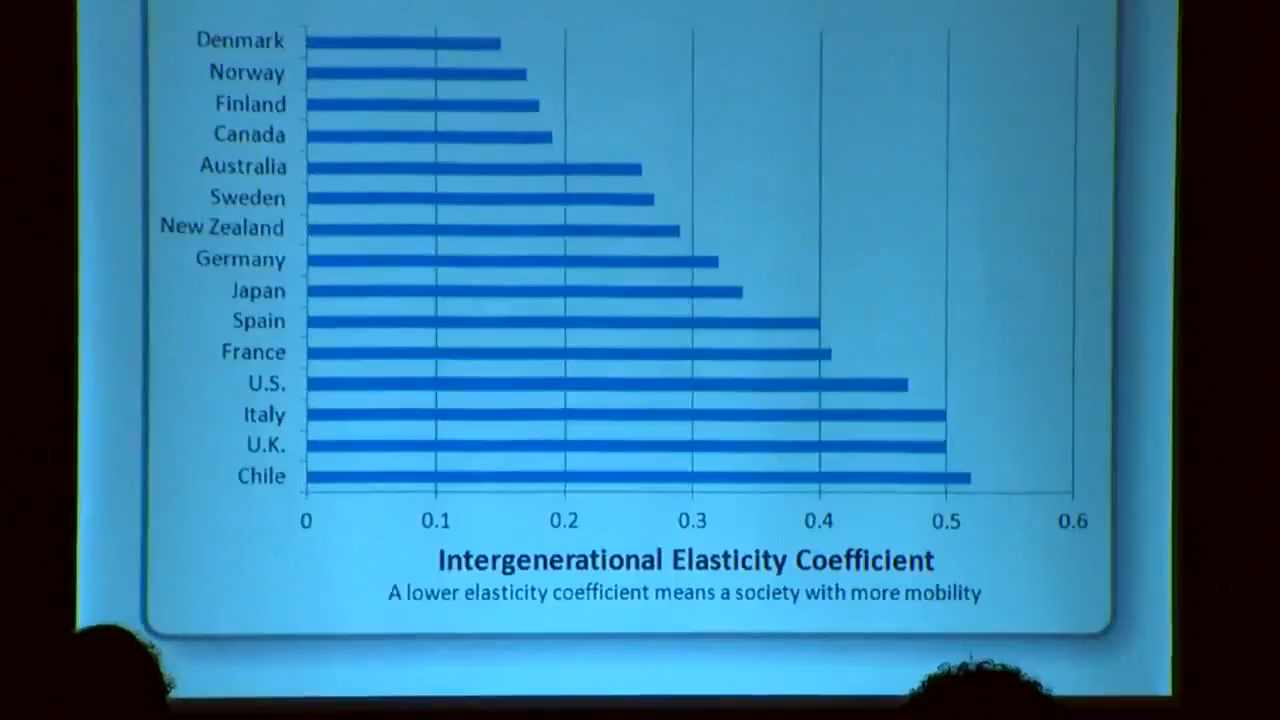 Denmark
Norway
Finland
Canada
Australia
Sweden
New Zealand
Germany
Japan
Spain
France
U.S.
Italy
U.K.
Chile
0 0.1 0.2 0.3 0.4 0.5 0.6
Intergenerational Elasticity Coefficient
A lower elasticity coefficient means a society with more mobility